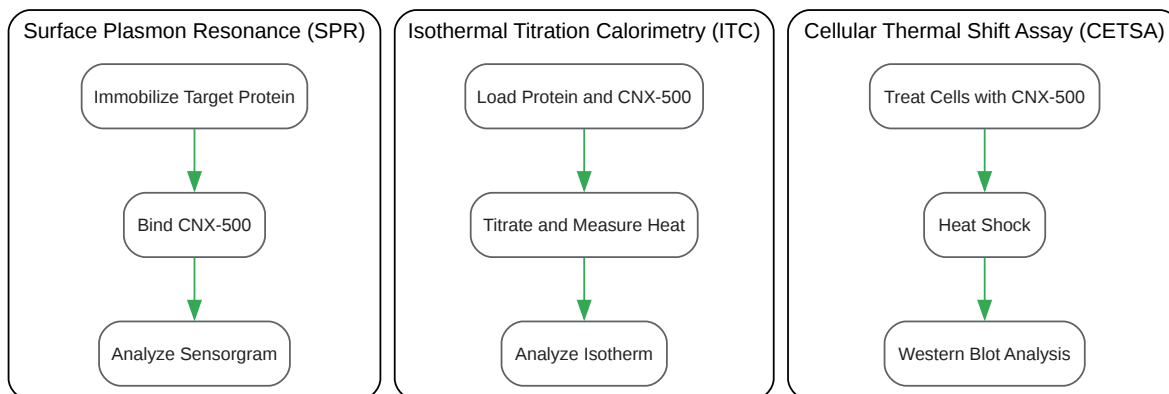 Surface Plasmon Resonance (SPR)
Immobilize Target Protein
Bind CNX-500
Analyze Sensorgram
Isothermal Titration Calorimetry (ITC)
Load Protein and CNX-500
Titrate and Measure Heat
Analyze Isotherm
Cellular Thermal Shift Assay (CETSA)
Treat Cells with CNX-500
Heat Shock
Western Blot Analysis